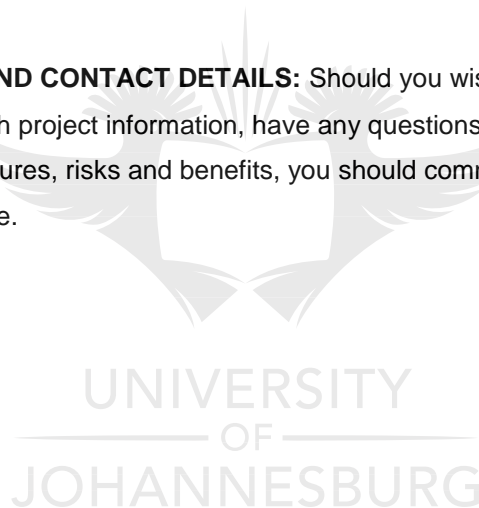 ND CONTACT DETAILS: Should you wis
h project information, have any questions
ures, risks and benefits, you should com
e.
UNIVERSITY
OF
JOHANNESBURG